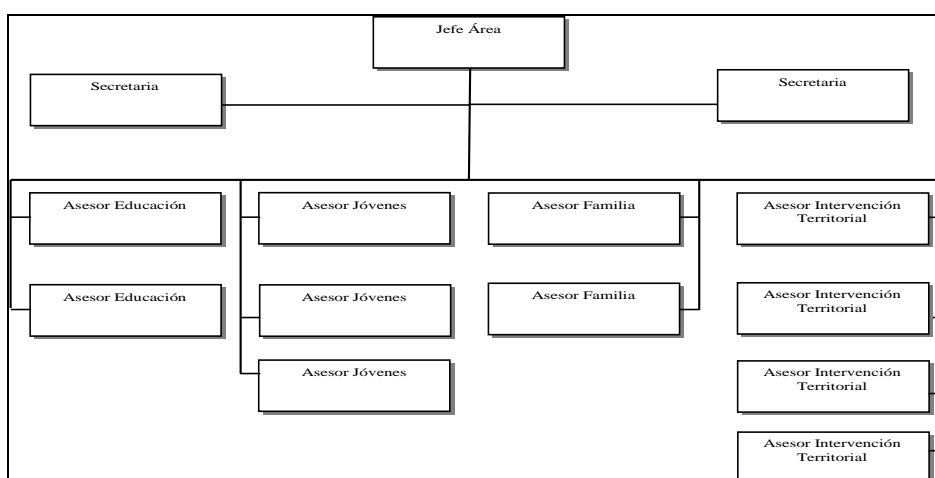 Jefe Área
Secretaria
Secretaria
Asesor Educación
Asesor Jóvenes
Asesor Familia
Asesor Intervención
Territorial
Asesor Educación
Asesor Jóvenes
Asesor Familia
Asesor Intervención
Territorial
Asesor Jóvenes
Asesor Intervención
Territorial
Asesor Intervención
Territorial